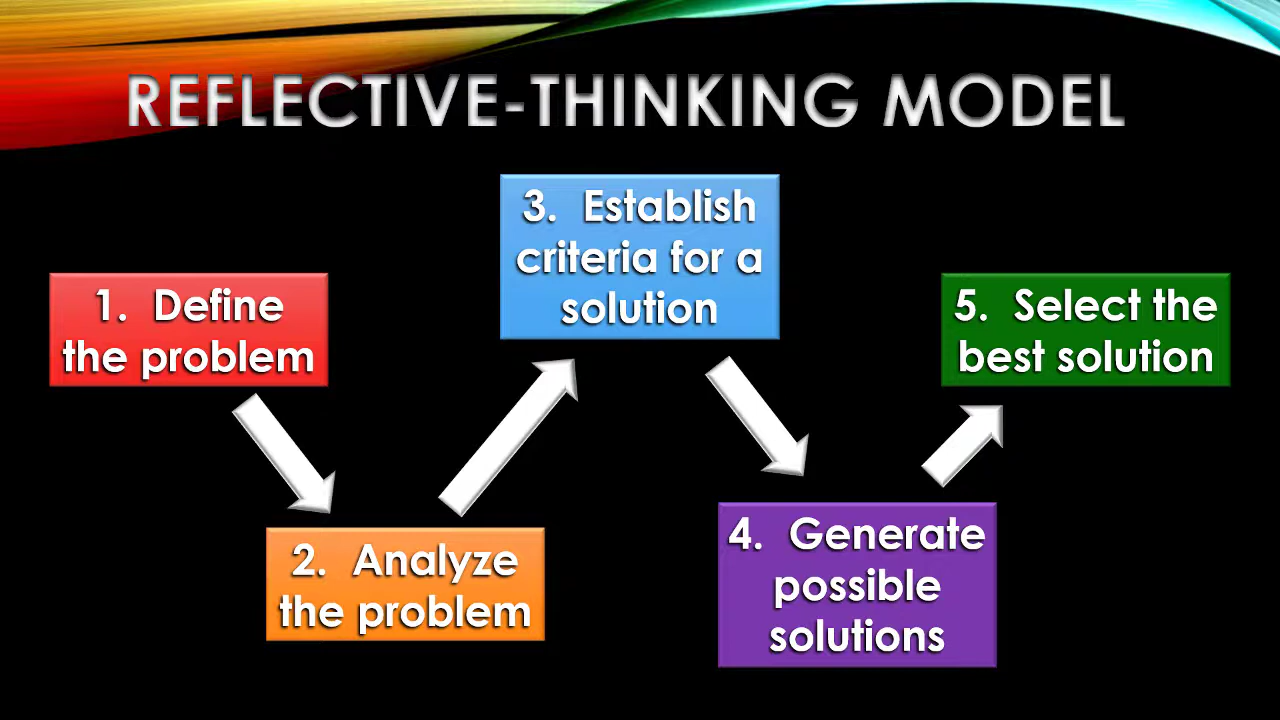 REFLECTIVE-THINKING MODEL
1. Define
the problem
2. Analyze
the problem
3. Establish
criteria for a
solution
4. Generate
possible
solutions
5. Select the
best solution